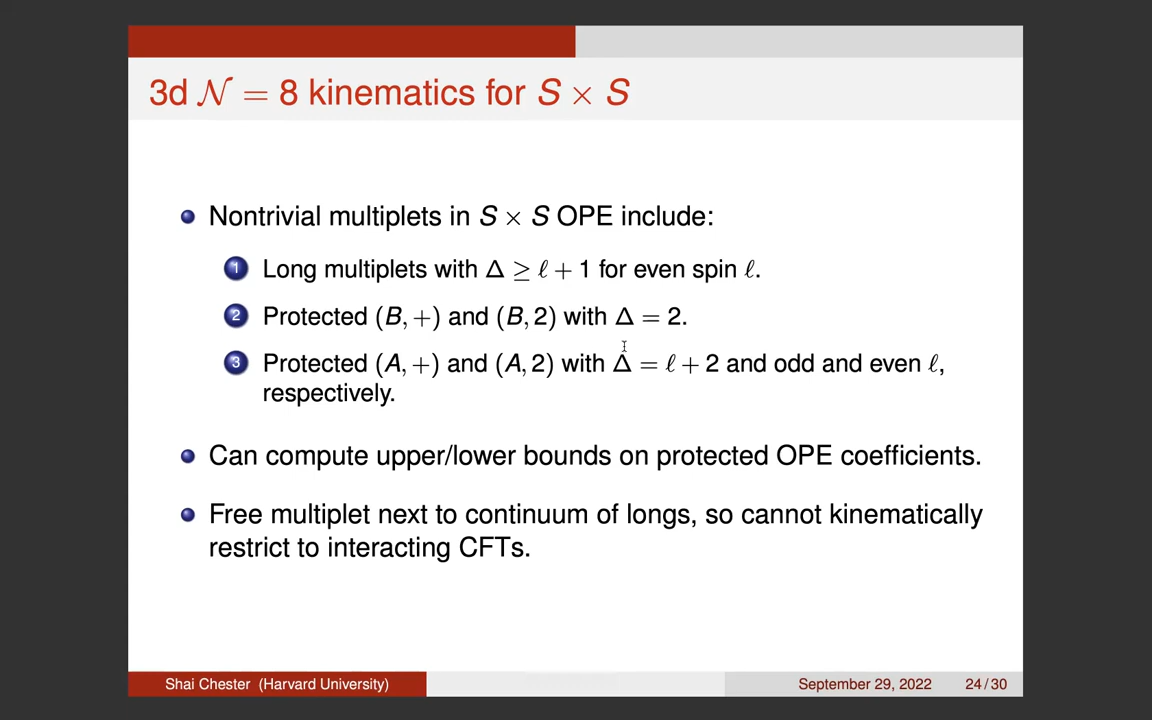 3d 𝒩 = 8 kinematics for S × S
Nontrivial multiplets in S × S OPE include:
1 Long multiplets with Δ ≥ ℓ + 1 for even spin ℓ.
2 Protected (B, +) and (B, 2) with Δ = 2.
3 Protected (A, +) and (A, 2) with Δ = ℓ + 2 and odd and even ℓ,
respectively.
Can compute upper/lower bounds on protected OPE coefficients.
Free multiplet next to continuum of longs, so cannot kinematically
restrict to interacting CFTs.
Shai Chester (Harvard University) September 29, 2022 24 / 30